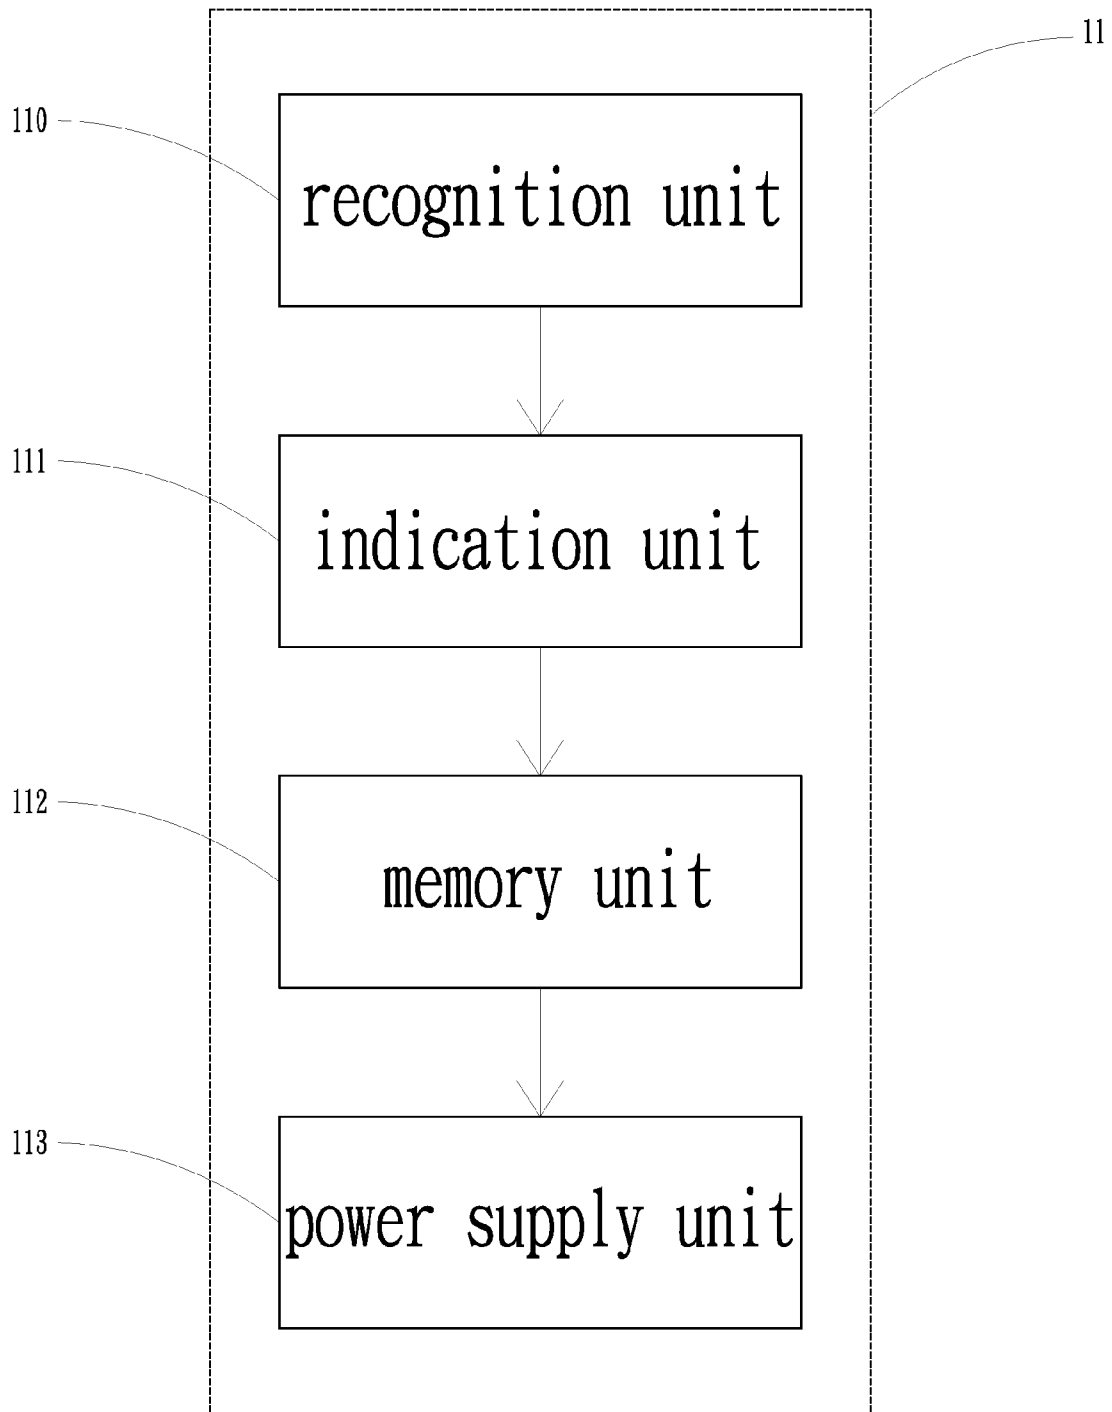 11
110
recognition unit
111
indication unit
112
memory unit
113
power supply unit